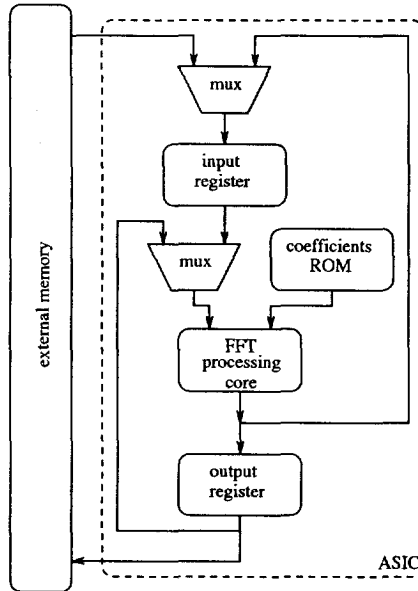 mux
input
register
mux
coefficients
ROM
external memory
FFT
processing
core
output
register
ASIC